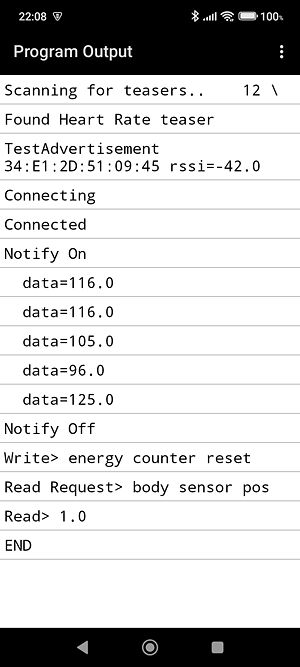 22:08 100%
Program Output
Scanning for teasers.. 12 \
Found Heart Rate teaser
TestAdvertisement
34:E1:2D:51:09:45 rssi=-42.0
Connecting
Connected
Notify On
data=116.0
data=116.0
data=105.0
data=96.0
data=125.0
Notify Off
Write> energy counter reset
Read Request> body sensor pos
Read> 1.0
END